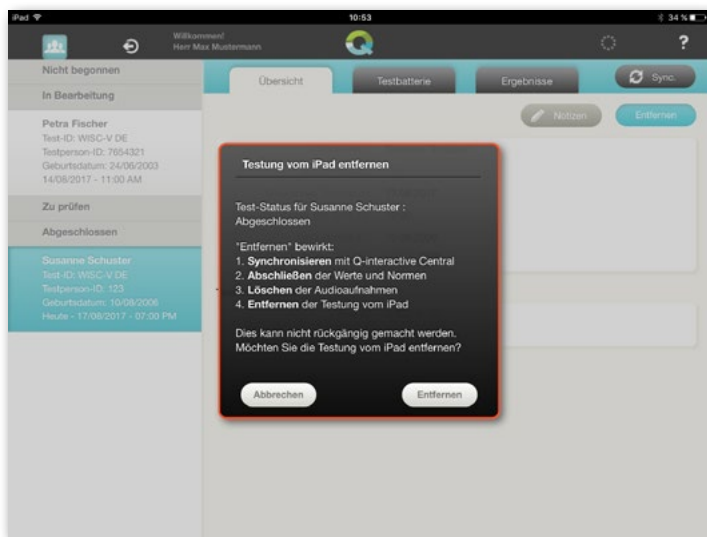 iPad
10:53
34 %
Willkommen!
Herr Max Mustermann
?
Nicht begonnen
In Bearbeitung
Petra Fischer
Test-ID: WISC-V DE
Testperson-ID: 7654321
Geburtsdatum: 24/06/2003
14/08/2017 - 11:00 AM
Zu prüfen
Abgeschlossen
Susanne Schuster
Test-ID: WISC-V DE
Testperson-ID: 123
Geburtsdatum: 10/08/2006
Heute - 17/08/2017 - 07:00 PM
Übersicht
Testbatterie
Ergebnisse
Sync.
Notizen
Entfernen
Testung vom iPad entfernen
Test-Status für Susanne Schuster :
Abgeschlossen
"Entfernen" bewirkt:
1. Synchronisieren mit Q-interactive Central
2. Abschließen der Werte und Normen
3. Löschen der Audioaufnahmen
4. Entfernen der Testung vom iPad
Dies kann nicht rückgängig gemacht werden.
Möchten Sie die Testung vom iPad entfernen?
Abbrechen
Entfernen